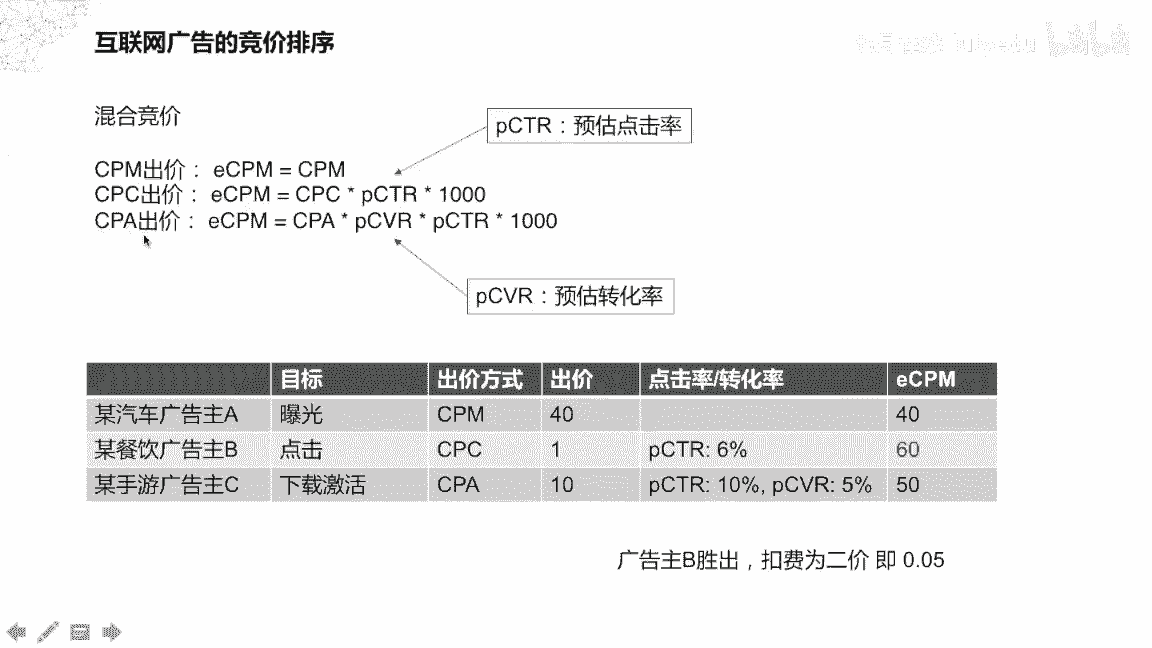 互联网广告的竞价排序
混合竞价
pCTR：预估点击率
CPM出价： eCPM = CPM
CPC出价： eCPM = CPC * pCTR * 1000
CPA出价： eCPM = CPA * pCVR * pCTR * 1000
pCVR：预估转化率
目标 出价方式 出价 点击率/转化率 eCPM
某汽车广告主A 曝光 CPM 40 40
某餐饮广告主B 点击 CPC 1 pCTR: 6% 60
某手游广告主C 下载激活 CPA 10 pCTR: 10%, pCVR: 5% 50
广告主B胜出，扣费为二价 即 0.05